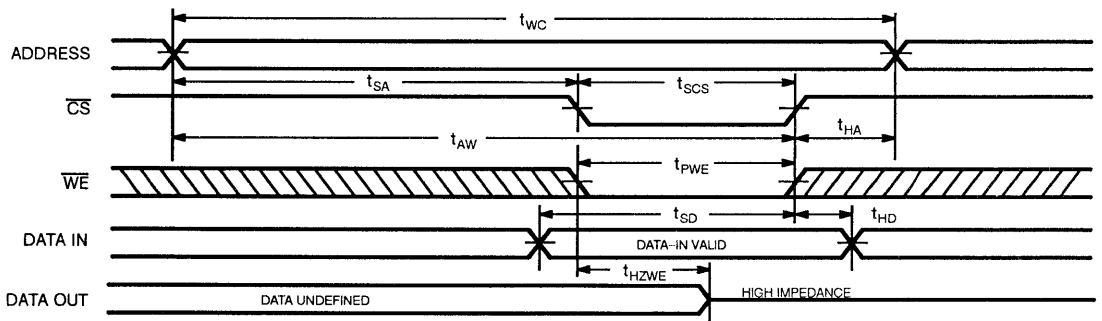 tWC
ADDRESS
tSA
tSCS
CS
tAW
tHA
WE
tPWE
tSD
tHD
DATA IN
DATA-IN VALID
tHZWE
DATA OUT
DATA UNDEFINED
HIGH IMPEDANCE